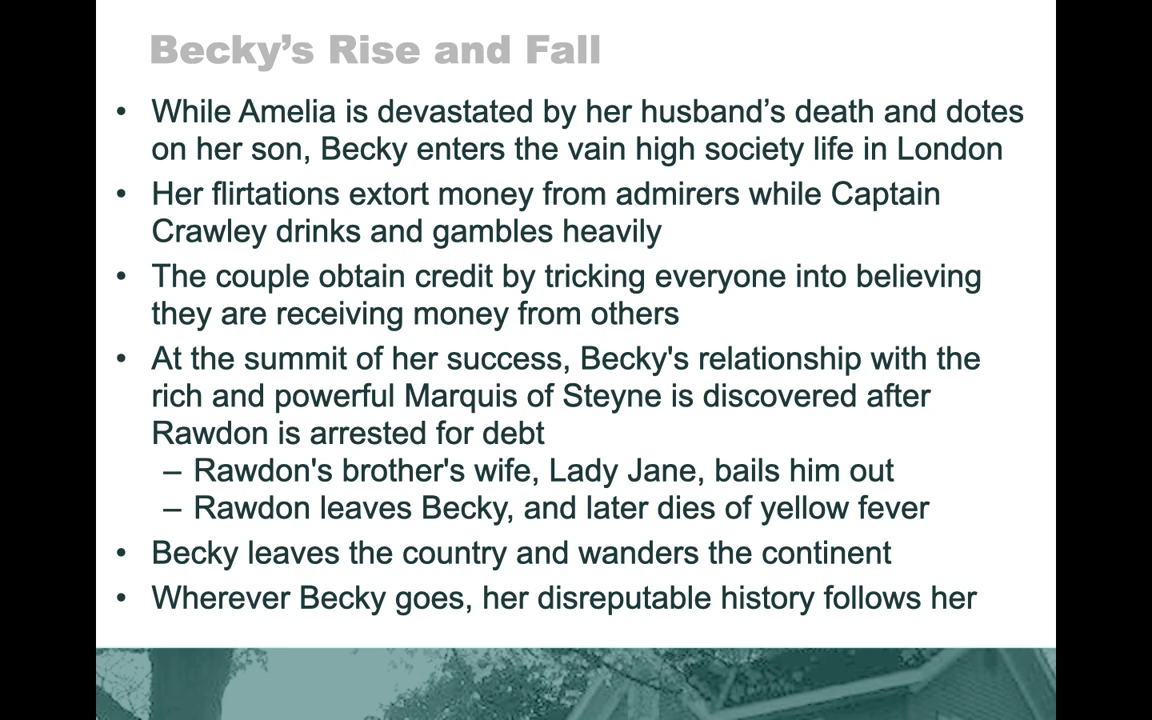 Becky’s Rise and Fall
• While Amelia is devastated by her husband’s death and dotes
on her son, Becky enters the vain high society life in London
• Her flirtations extort money from admirers while Captain
Crawley drinks and gambles heavily
• The couple obtain credit by tricking everyone into believing
they are receiving money from others
• At the summit of her success, Becky's relationship with the
rich and powerful Marquis of Steyne is discovered after
Rawdon is arrested for debt
– Rawdon's brother's wife, Lady Jane, bails him out
– Rawdon leaves Becky, and later dies of yellow fever
• Becky leaves the country and wanders the continent
• Wherever Becky goes, her disreputable history follows her